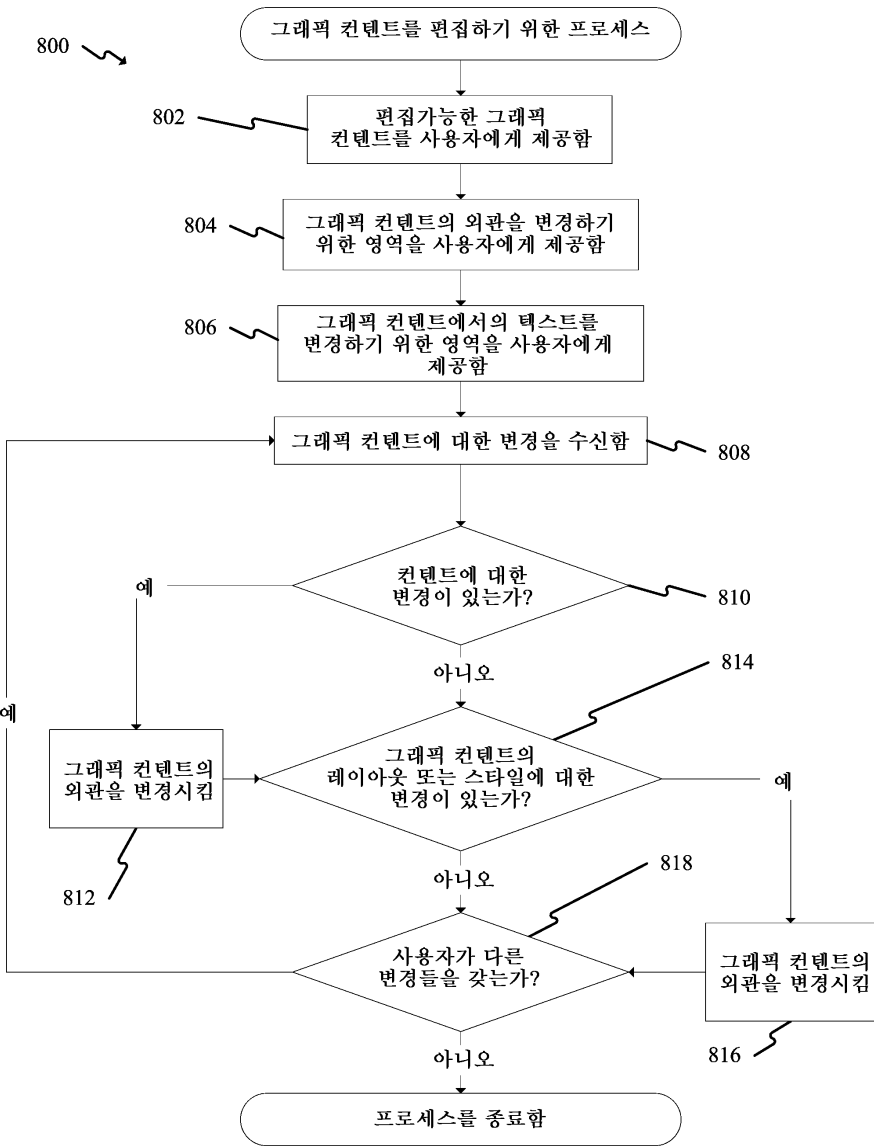 그래픽 컨텐트를 편집하기 위한 프로세스
800
802
편집가능한 그래픽
컨텐트를 사용자에게 제공함
804
그래픽 컨텐트의 외관을 변경하기
위한 영역을 사용자에게 제공함
806
그래픽 컨텐트에서의 텍스트를
변경하기 위한 영역을 사용자에게
제공함
그래픽 컨텐트에 대한 변경을 수신함
808
컨텐트에 대한
변경이 있는가?
예
810
아니오
814
예
그래픽 컨텐트의
외관을 변경시킴
812
그래픽 컨텐트의
레이아웃 또는 스타일에 대한
변경이 있는가?
예
아니오
818
사용자가 다른
변경들을 갖는가?
그래픽 컨텐트의
외관을 변경시킴
816
아니오
프로세스를 종료함